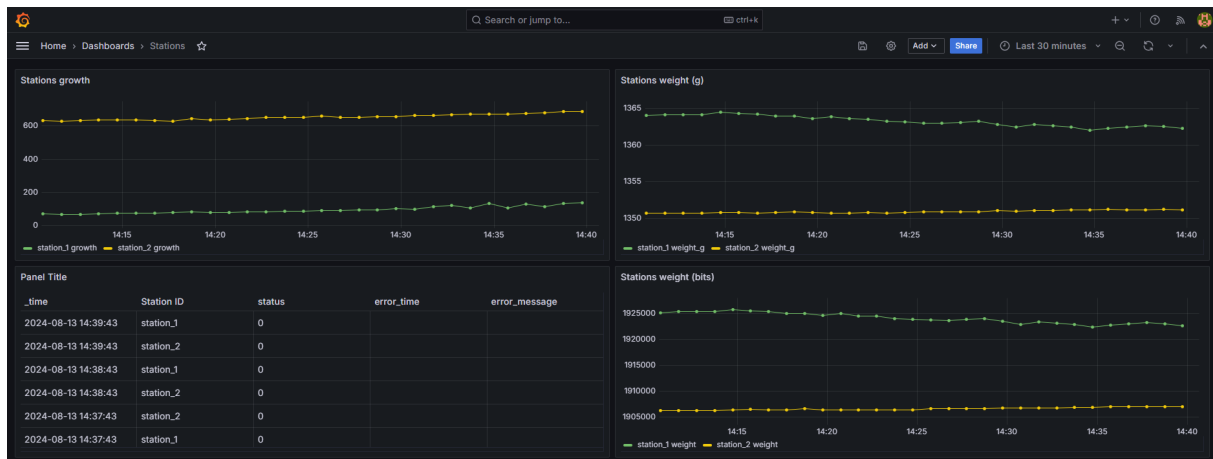 Search or jump to... ctrl+k
Home › Dashboards › Stations Add Share Last 30 minutes
Stations growth
600
400
200
0
14:15 14:20 14:25 14:30 14:35 14:40
station_1 growth station_2 growth
Stations weight (g)
1365
1360
1355
1350
14:15 14:20 14:25 14:30 14:35 14:40
station_1 weight_g station_2 weight_g
Panel Title
_time Station ID status error_time error_message
2024-08-13 14:39:43 station_1 0
2024-08-13 14:39:43 station_2 0
2024-08-13 14:38:43 station_1 0
2024-08-13 14:38:43 station_2 0
2024-08-13 14:37:43 station_2 0
2024-08-13 14:37:43 station_1 0
Stations weight (bits)
1925000
1920000
1915000
1910000
1905000
14:15 14:20 14:25 14:30 14:35 14:40
station_1 weight station_2 weight